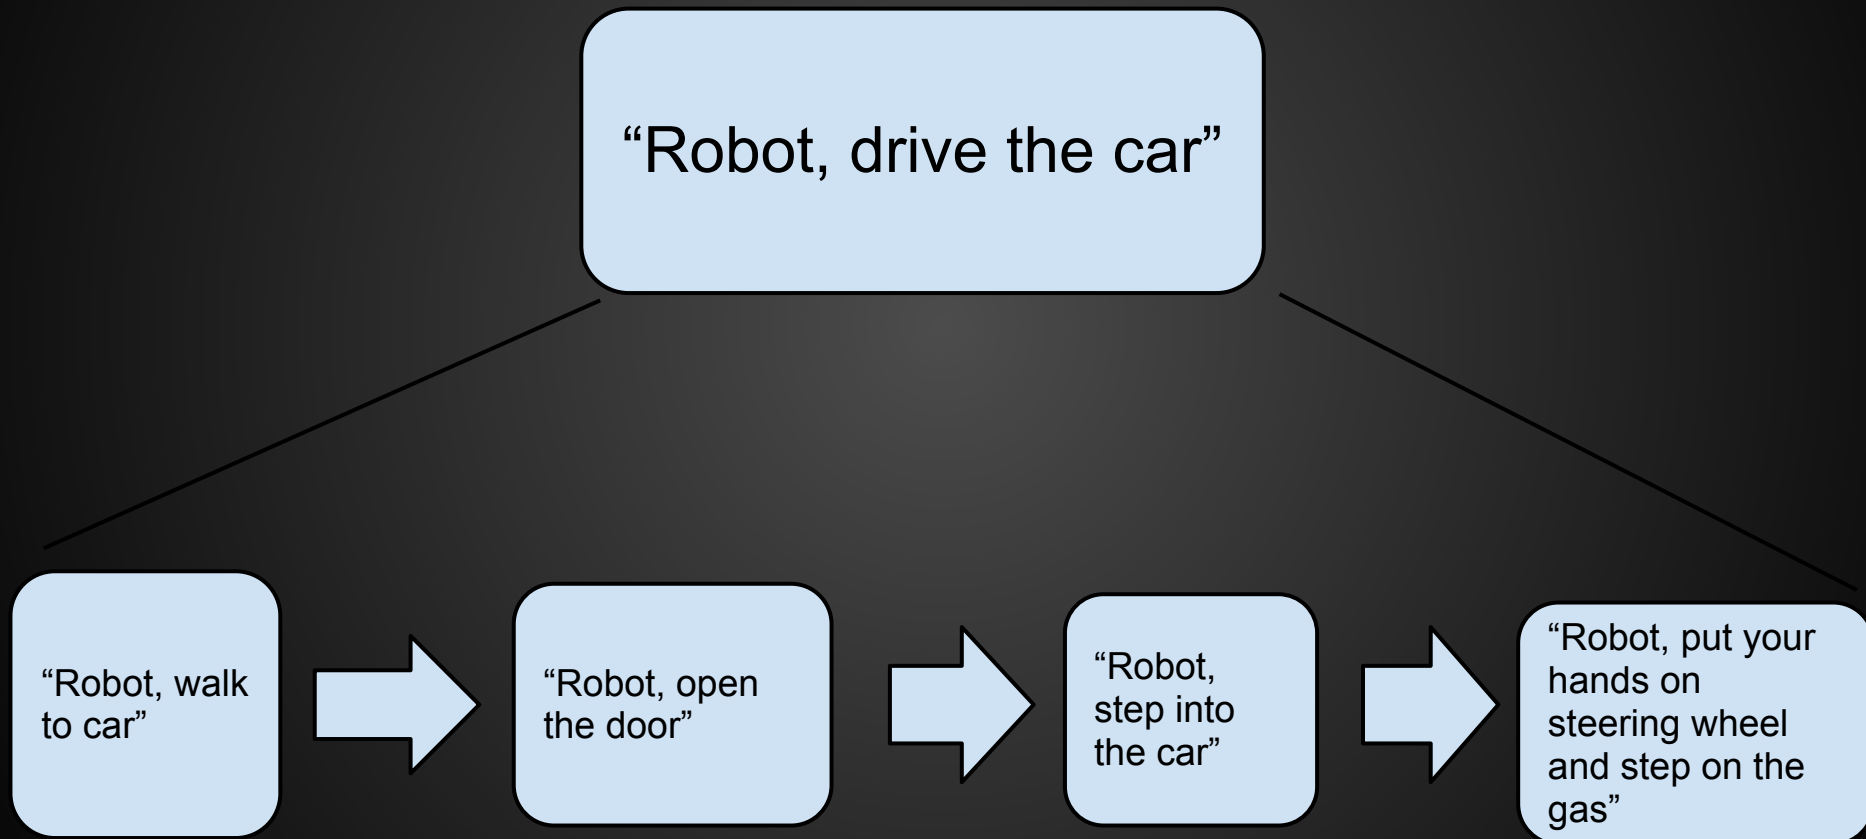 “Robot, drive the car”
“Robot, walk
to car”
“Robot, open
the door”
“Robot,
step into
the car”
“Robot, put your
hands on
steering wheel
and step on the
gas”